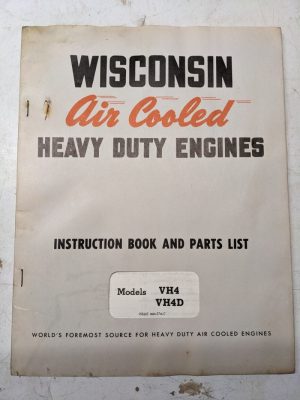 WISCONSIN
Air Cooled
HEAVY DUTY ENGINES
INSTRUCTION BOOK AND PARTS LIST
Models VH4
VH4D
WORLD'S FOREMOST SOURCE FOR HEAVY DUTY AIR COOLED ENGINES